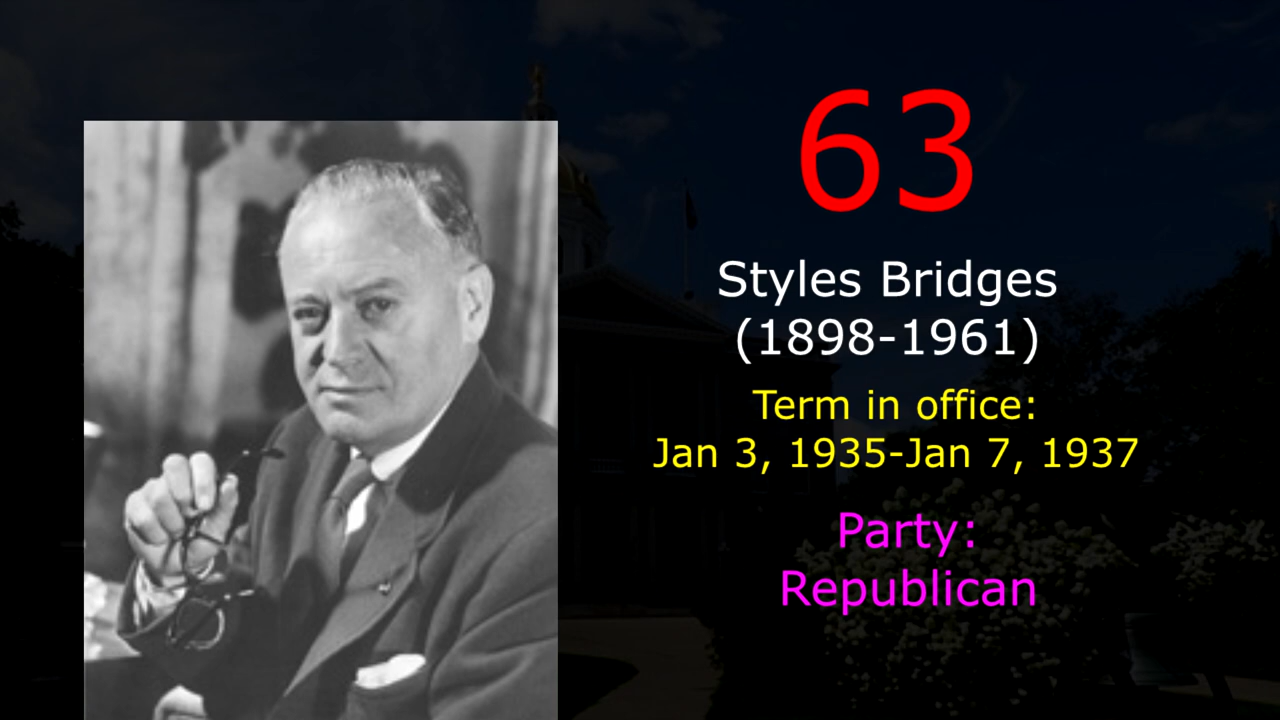 63
Styles Bridges
(1898-1961)
Term in office:
Jan 3, 1935-Jan 7, 1937
Party:
Republican